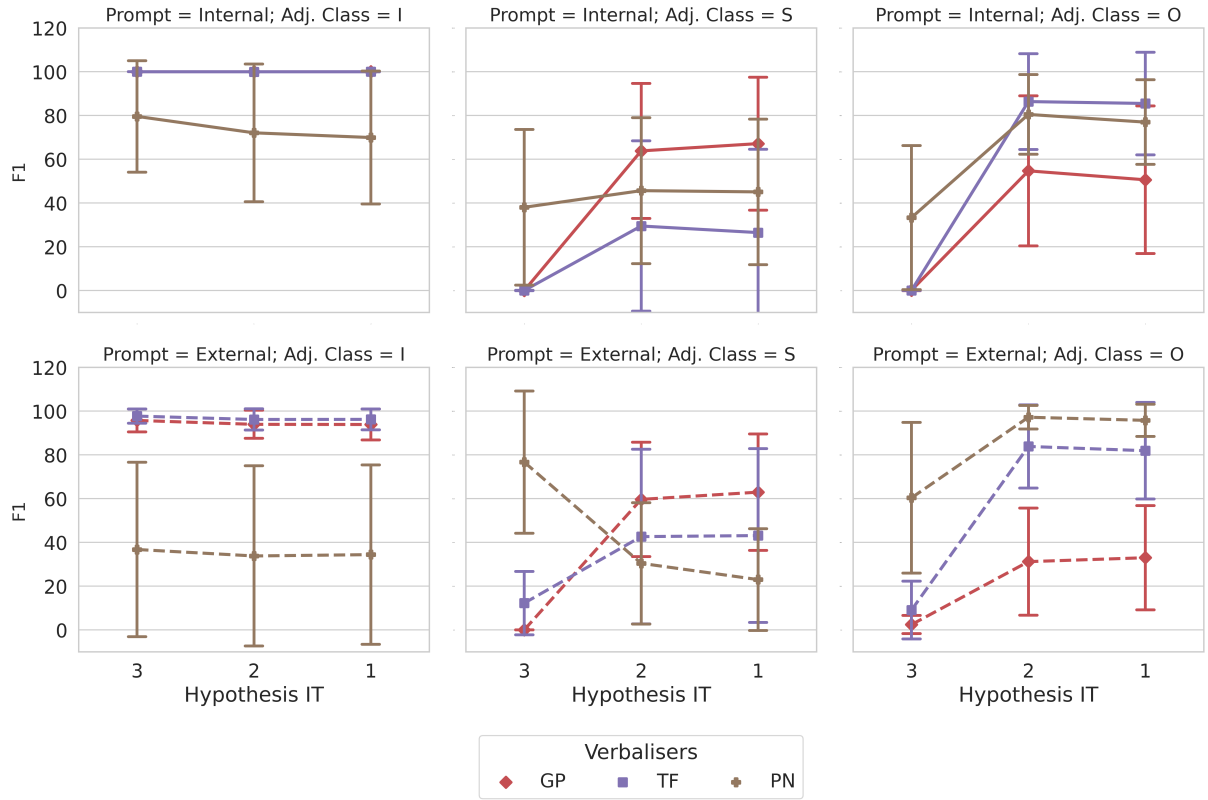 Prompt = Internal; Adj. Class = I
Prompt = Internal; Adj. Class = S
Prompt = Internal; Adj. Class = O
120
100
80
60
40
20
0
F1
Prompt = External; Adj. Class = I
Prompt = External; Adj. Class = S
Prompt = External; Adj. Class = O
120
100
80
60
40
20
0
F1
3 2 1
3 2 1
3 2 1
Hypothesis IT
Hypothesis IT
Hypothesis IT
Verbalisers
GP TF PN